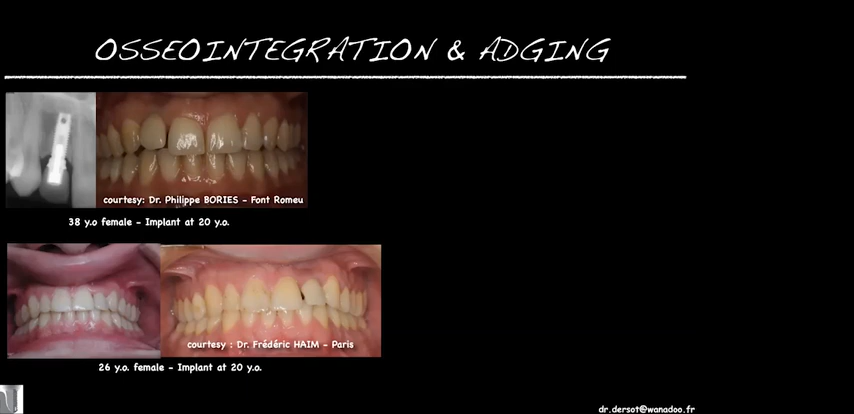 OSSEOINTEGRATION & ADGING
courtesy: Dr. Philippe BORIES - Font Romeu
38 y.o female - Implant at 20 y.o.
courtesy : Dr. Frédéric HAIM - Paris
26 y.o. female - Implant at 20 y.o.
dr.dersot@wanadoo.fr